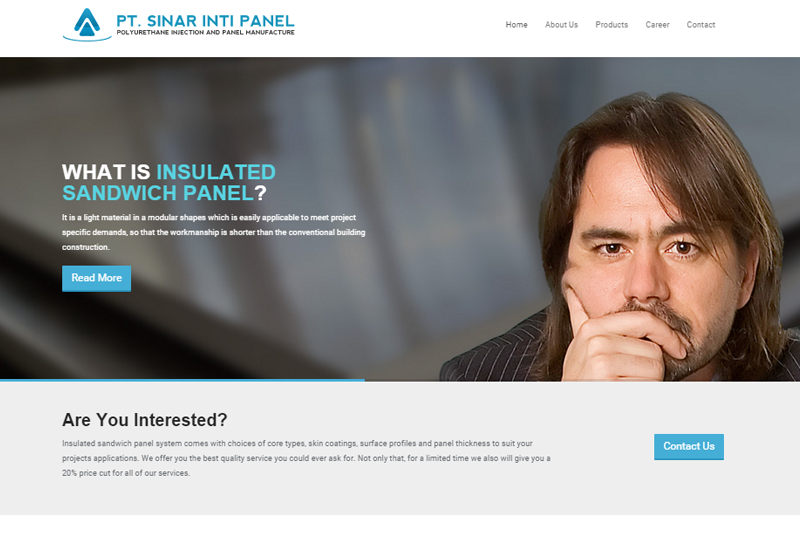 PT. SINAR INTI PANEL
POLYURETHANE INJECTION AND PANEL MANUFACTURE
Home About Us Products Career Contact
WHAT IS INSULATED
SANDWICH PANEL?
It is a light material in a modular shapes which is easily applicable to meet project
specific demands, so that the workmanship is shorter than the conventional building
construction.
Read More
Are You Interested?
Insulated sandwich panel system comes with choices of core types, skin coatings, surface profiles and panel thickness to suit your
projects applications. We offer you the best quality service you could ever ask for. Not only that, for a limited time we also will give you a
20% price cut for all of our services.
Contact Us